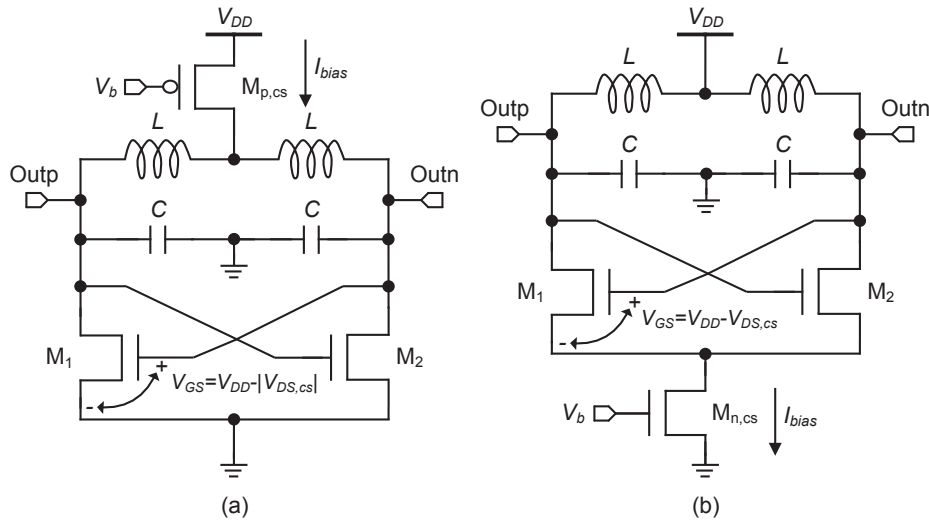 V_DD
V_b
M_p,cs
I_bias
L
L
Outp
Outn
C
C
M_1
M_2
+
-
V_GS=V_DD-|V_DS,cs|
(a)
V_DD
L
L
Outp
Outn
C
C
M_1
M_2
+
-
V_GS=V_DD-V_DS,cs
V_b
M_n,cs
I_bias
(b)